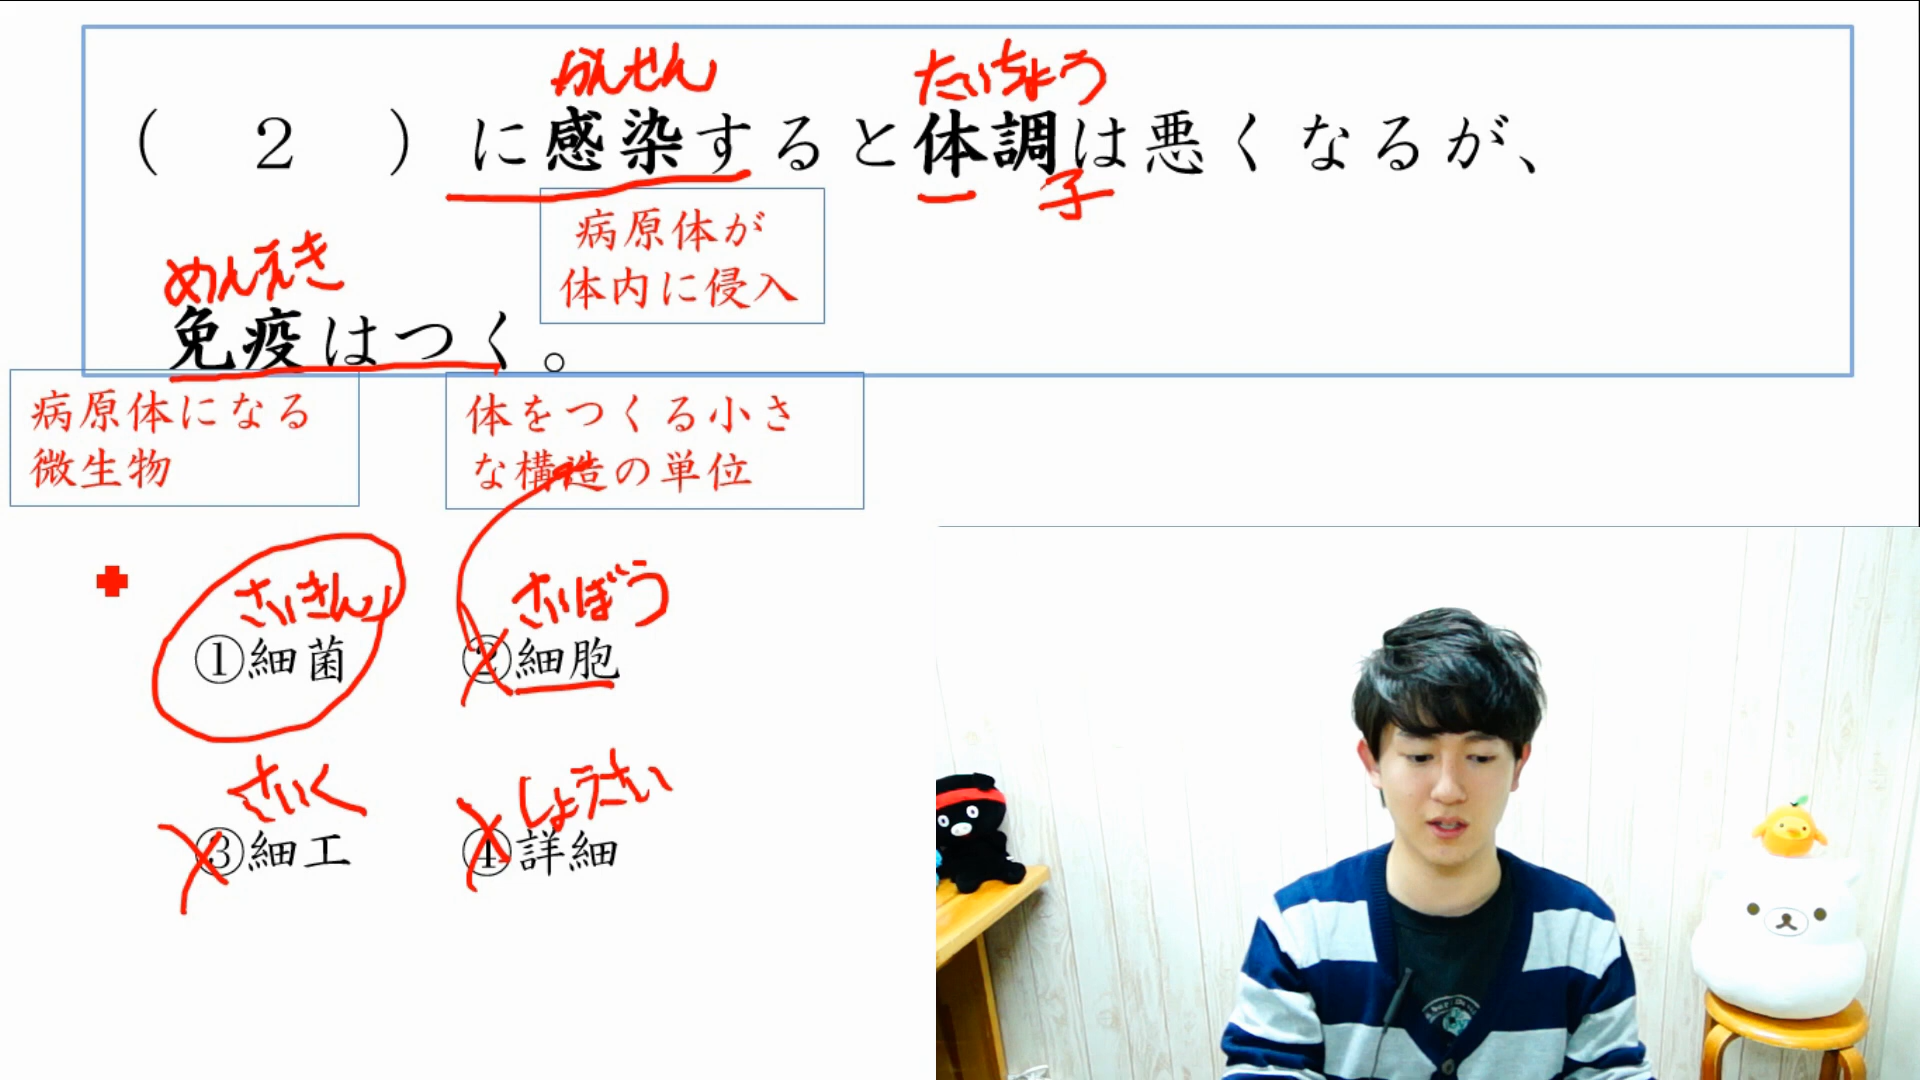 かんせん たいちょう
（ ２ ）に感染すると体調は悪くなるが、
子
病原体が
体内に侵入
めんえき
免疫はつく。
病原体になる
微生物
体をつくる小さ
な構造の単位
さいきん さいぼう
①細菌 ②細胞
さいく しょうさい
③細工 ④詳細